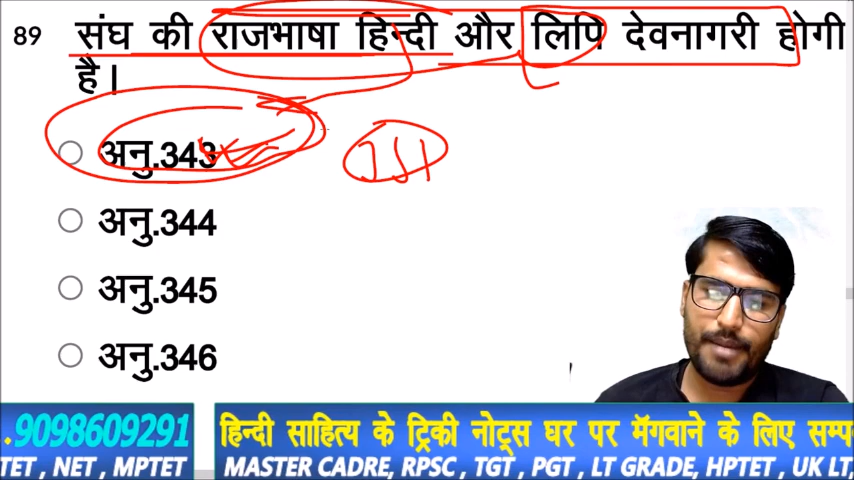 89 संघ की राजभाषा हिन्दी और लिपि देवनागरी होगी
है।
अनु.343
351
अनु.344
अनु.345
अनु.346
.9098609291 हिन्दी साहित्य के ट्रिकी नोट्स घर पर मॅगवाने के लिए सम्प
TET , NET , MPTET MASTER CADRE, RPSC , TGT , PGT , LT GRADE, HPTET , UK LT,